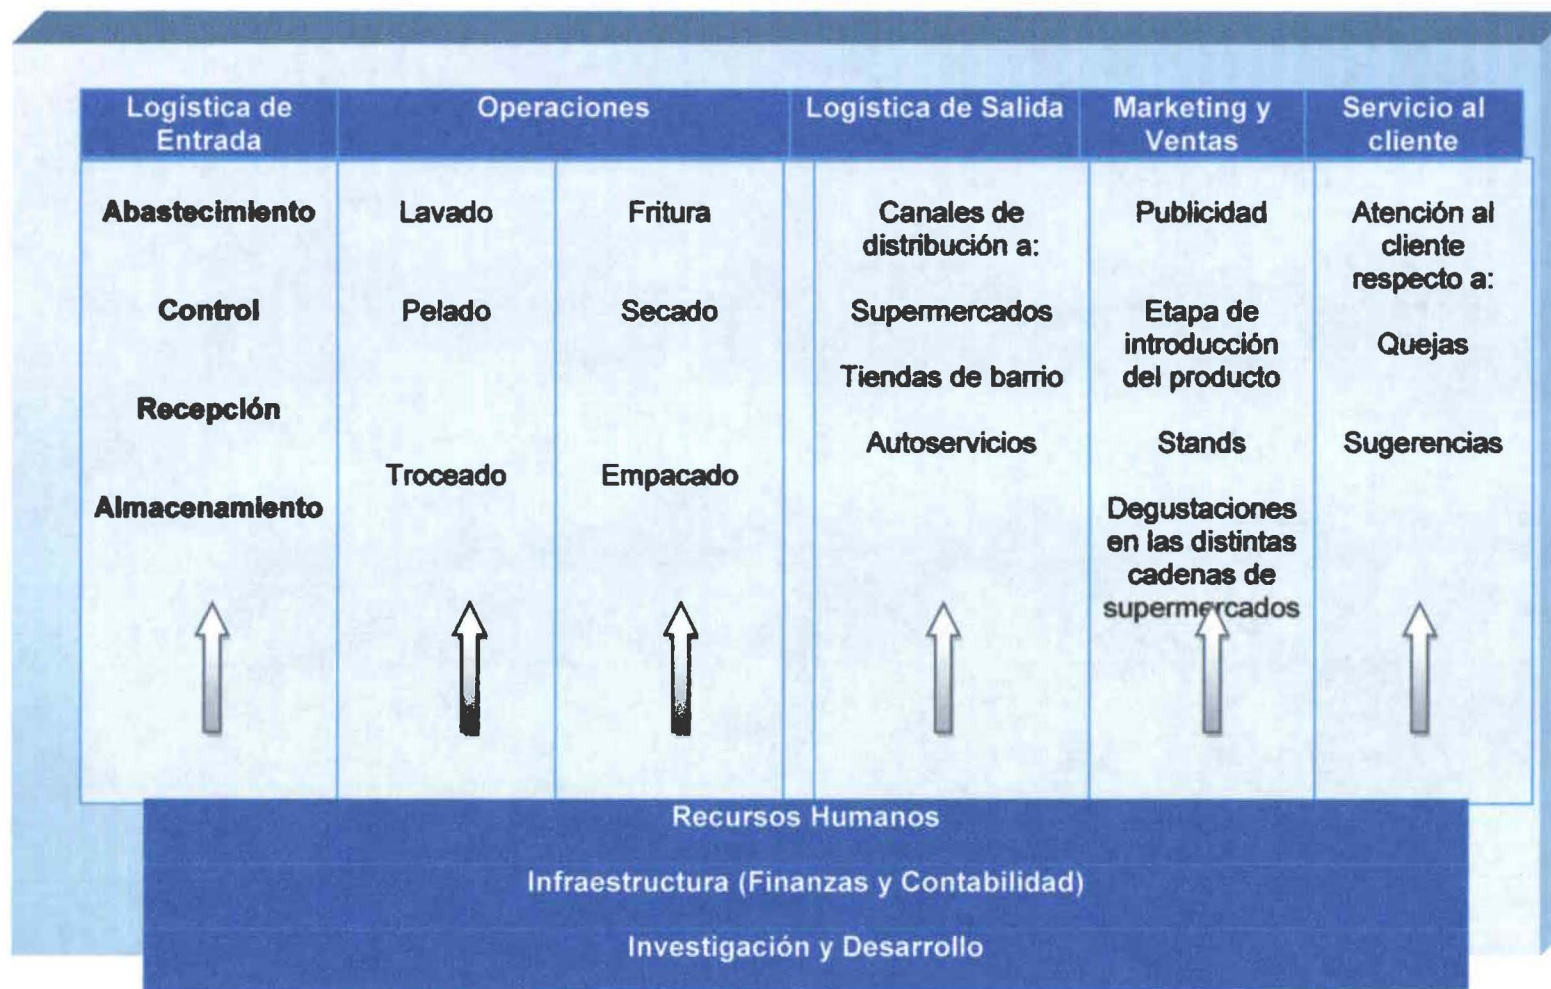 Logística de
Entrada
Operaciones
Logística de Salida
Marketing y
Ventas
Servicio al
cliente
Abastecimiento
Control
Recepción
Almacenamiento
Lavado
Pelado
Troceado
Fritura
Secado
Empacado
Canales de
distribución a:
Supermercados
Tiendas de barrio
Autoservicios
Publicidad
Etapa de
introducción
del producto
Stands
Degustaciones
en las distintas
cadenas de
supermercados
Atención al
cliente
respecto a:
Quejas
Sugerencias
Recursos Humanos
Infraestructura (Finanzas y Contabilidad)
Investigación y Desarrollo